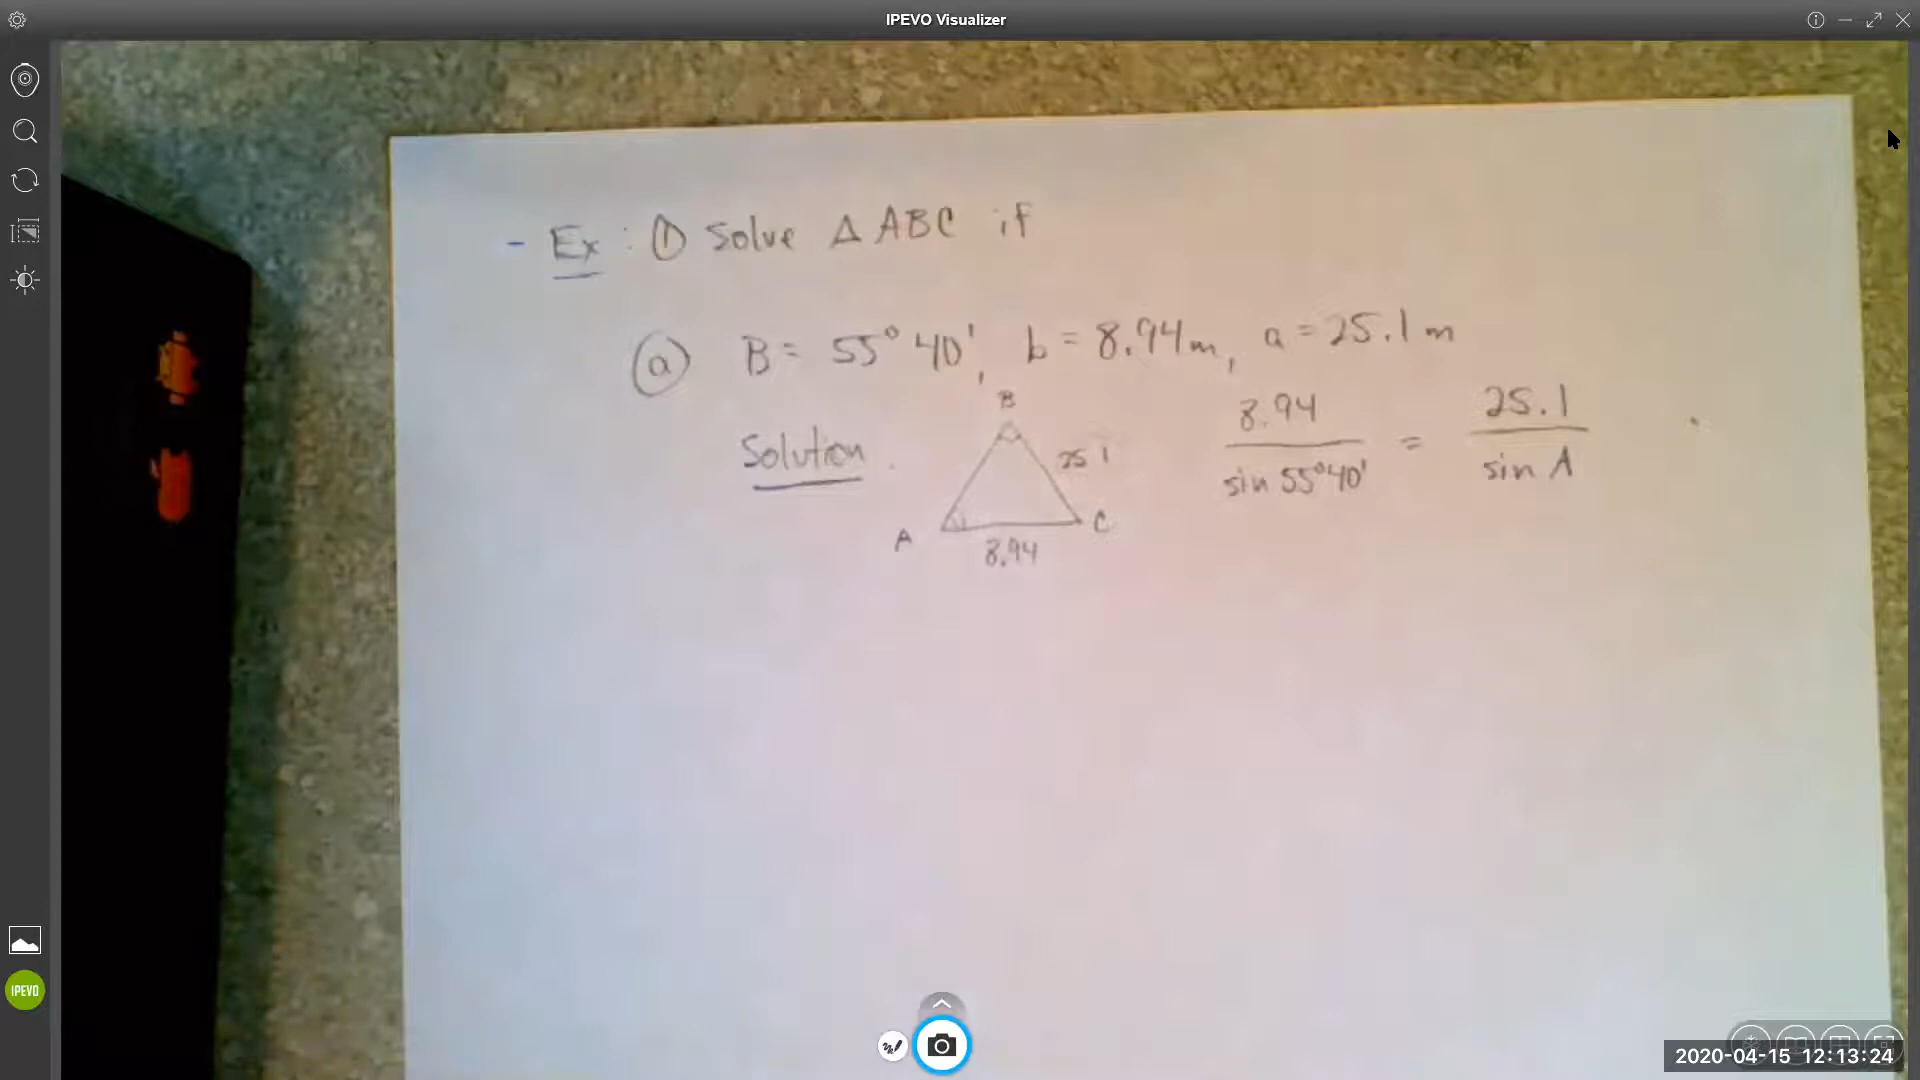 IPEVO Visualizer
- Ex : ① Solve △ ABC if
ⓐ B = 55° 40', b = 8.94 m, a = 25.1 m
Solution.
B
25.1
A
C
8.94
8.94 / sin 55°40' = 25.1 / sin A
IPEVO
2020-04-15 12:13:24